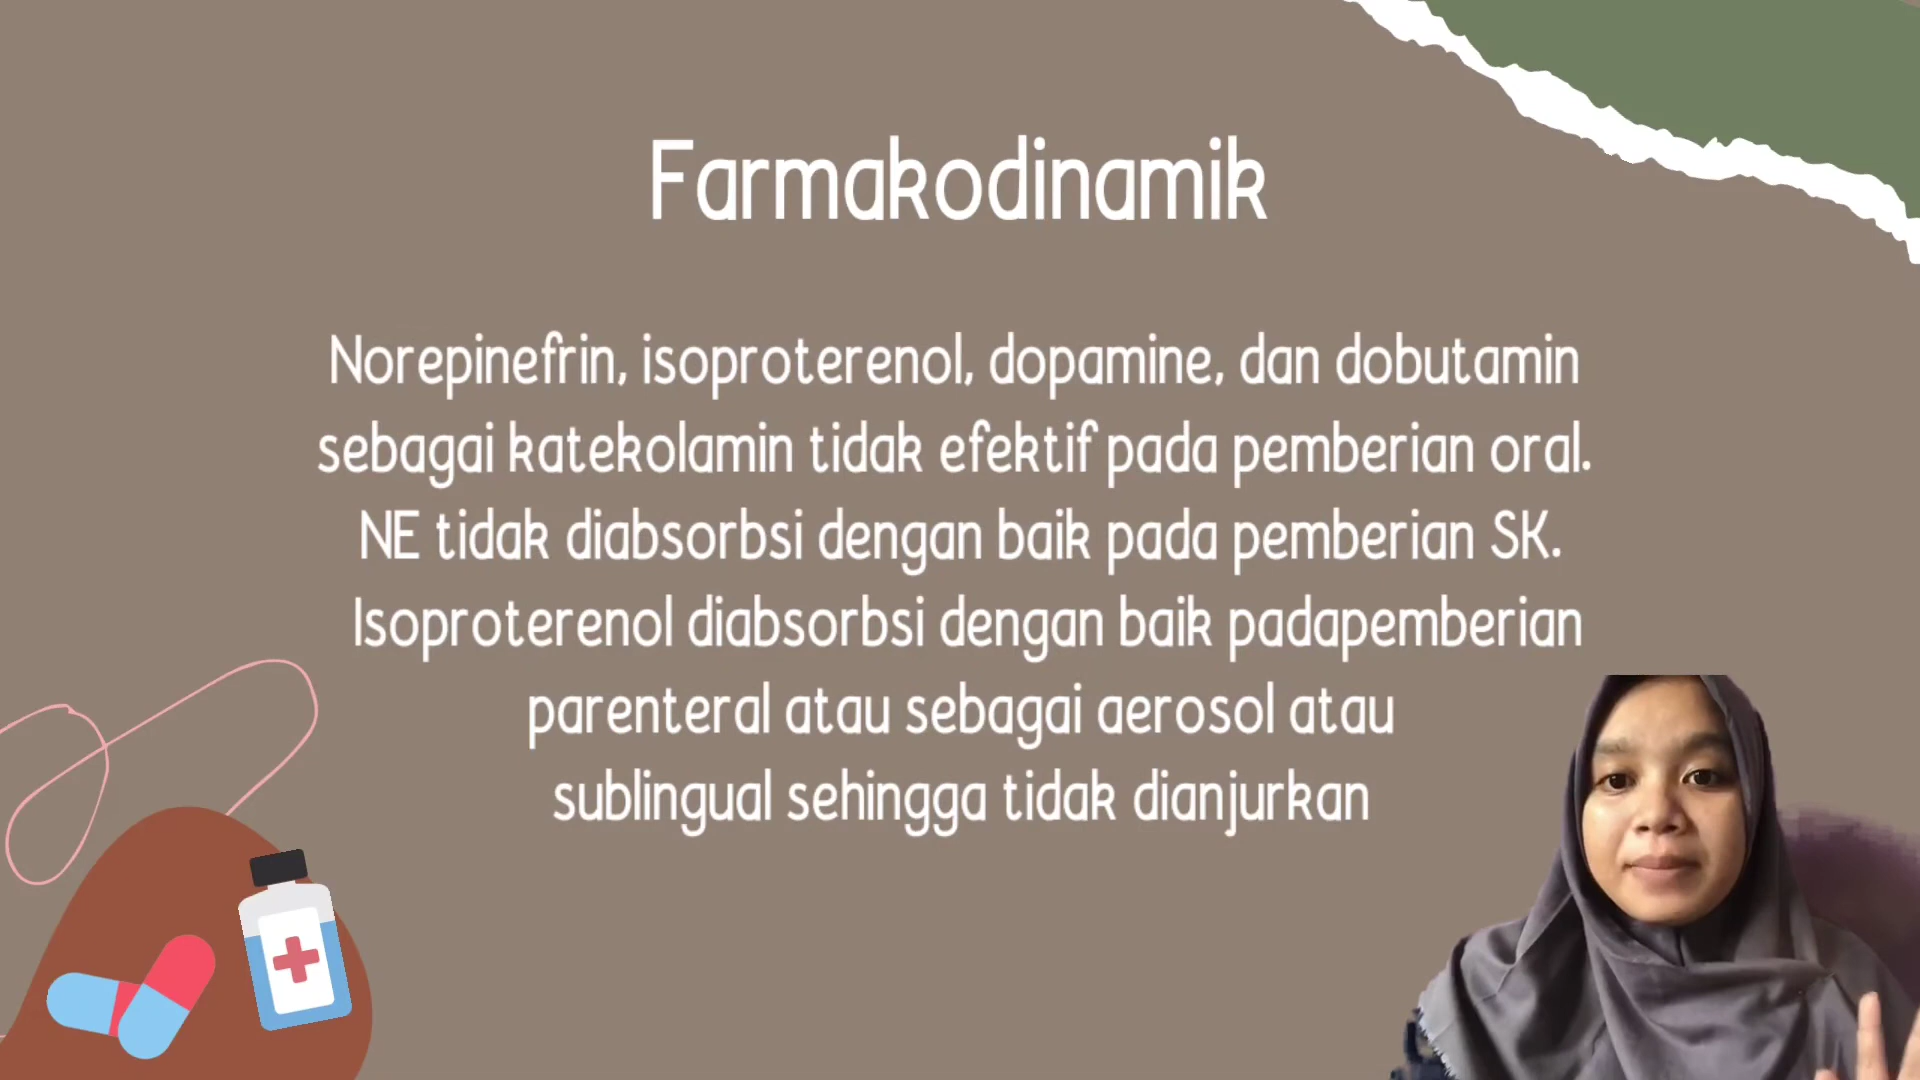 Farmakodinamik
Norepinefrin, isoproterenol, dopamine, dan dobutamin
sebagai katekolamin tidak efektif pada pemberian oral.
NE tidak diabsorbsi dengan baik pada pemberian SK.
Isoproterenol diabsorbsi dengan baik padapemberian
parenteral atau sebagai aerosol atau
sublingual sehingga tidak dianjurkan